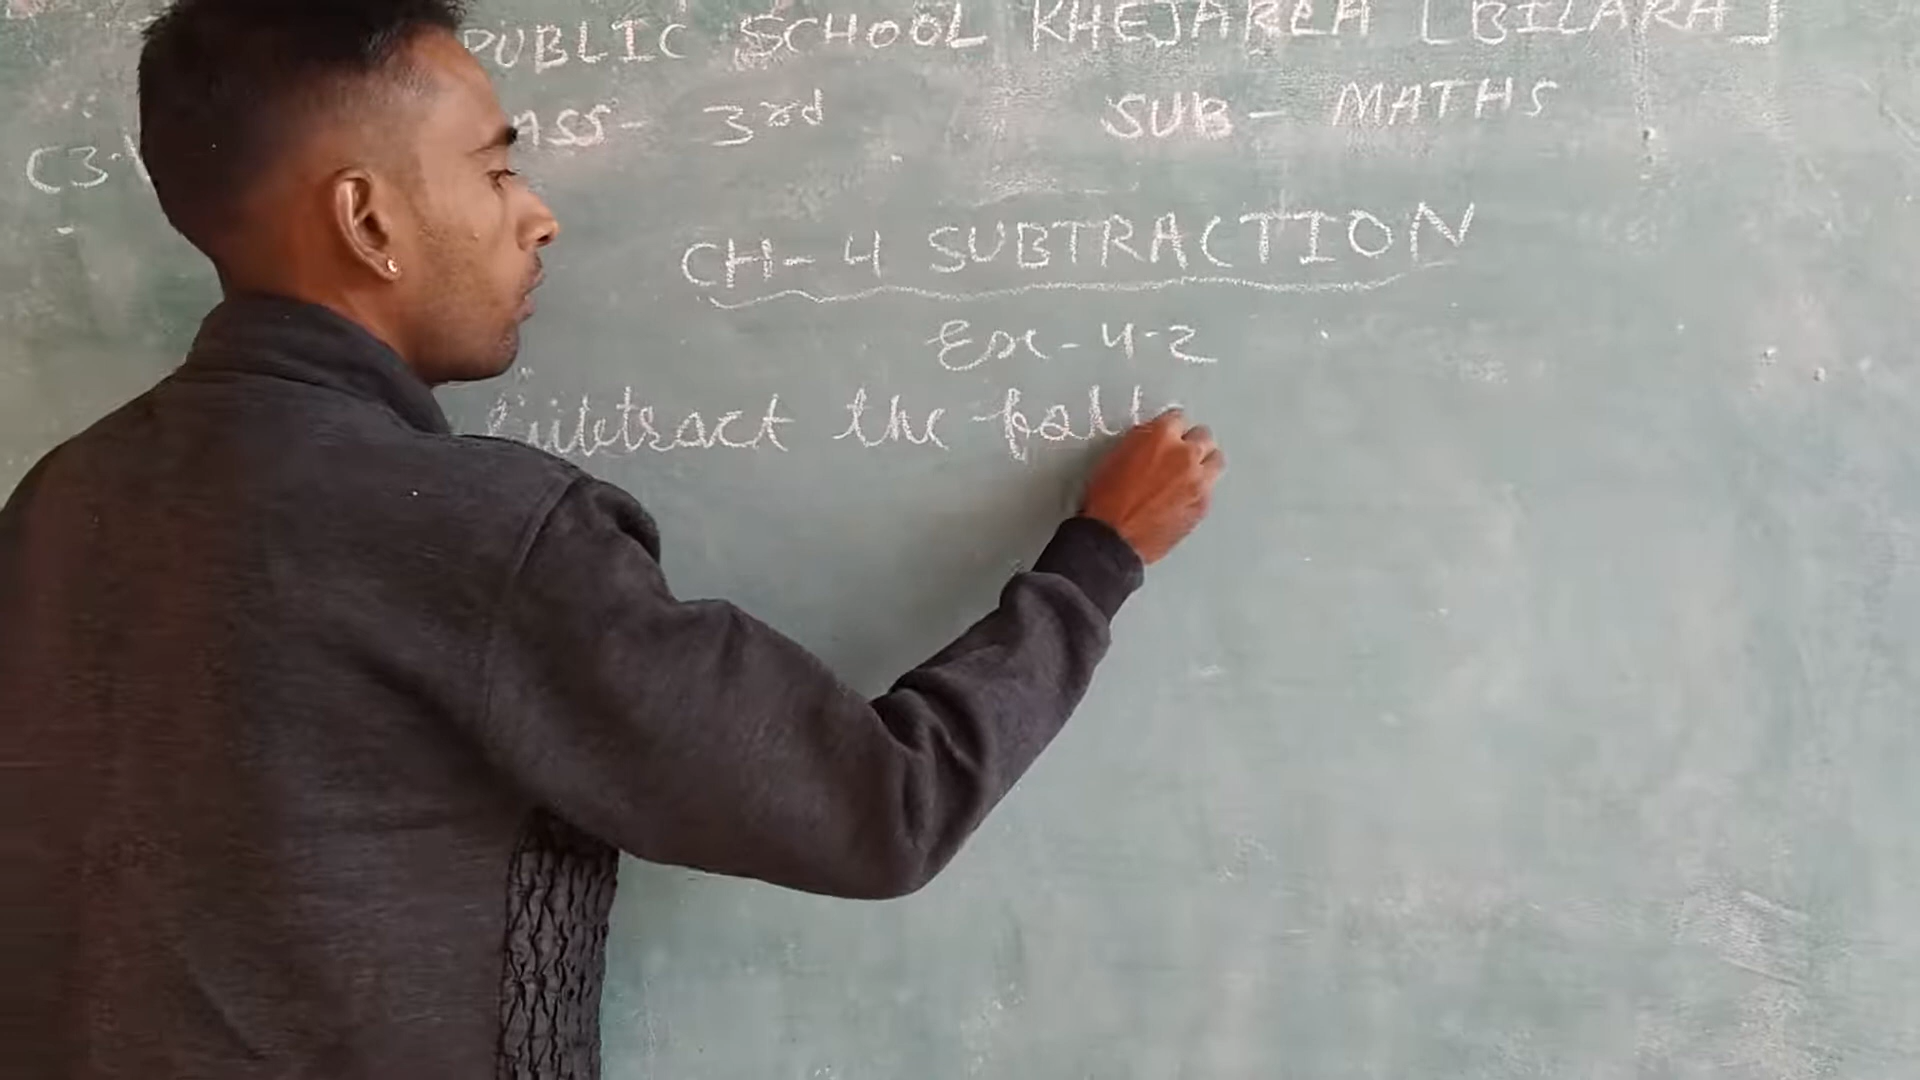 PUBLIC SCHOOL KHEJARLA [BILARA]
ASS- 3rd SUB- MATHS
CH-4 SUBTRACTION
Ex-4.2
Subtract the foll